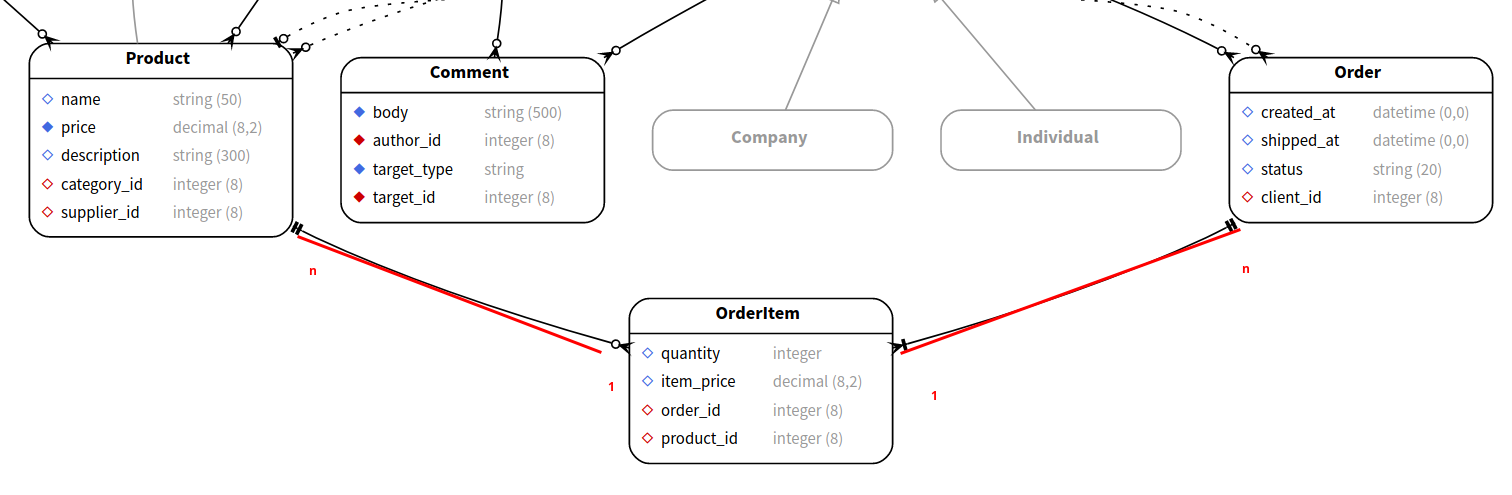 Product
name string (50)
price decimal (8,2)
description string (300)
category_id integer (8)
supplier_id integer (8)
Comment
body string (500)
author_id integer (8)
target_type string
target_id integer (8)
Company
Individual
Order
created_at datetime (0,0)
shipped_at datetime (0,0)
status string (20)
client_id integer (8)
n
n
OrderItem
quantity integer
item_price decimal (8,2)
order_id integer (8)
product_id integer (8)
1
1